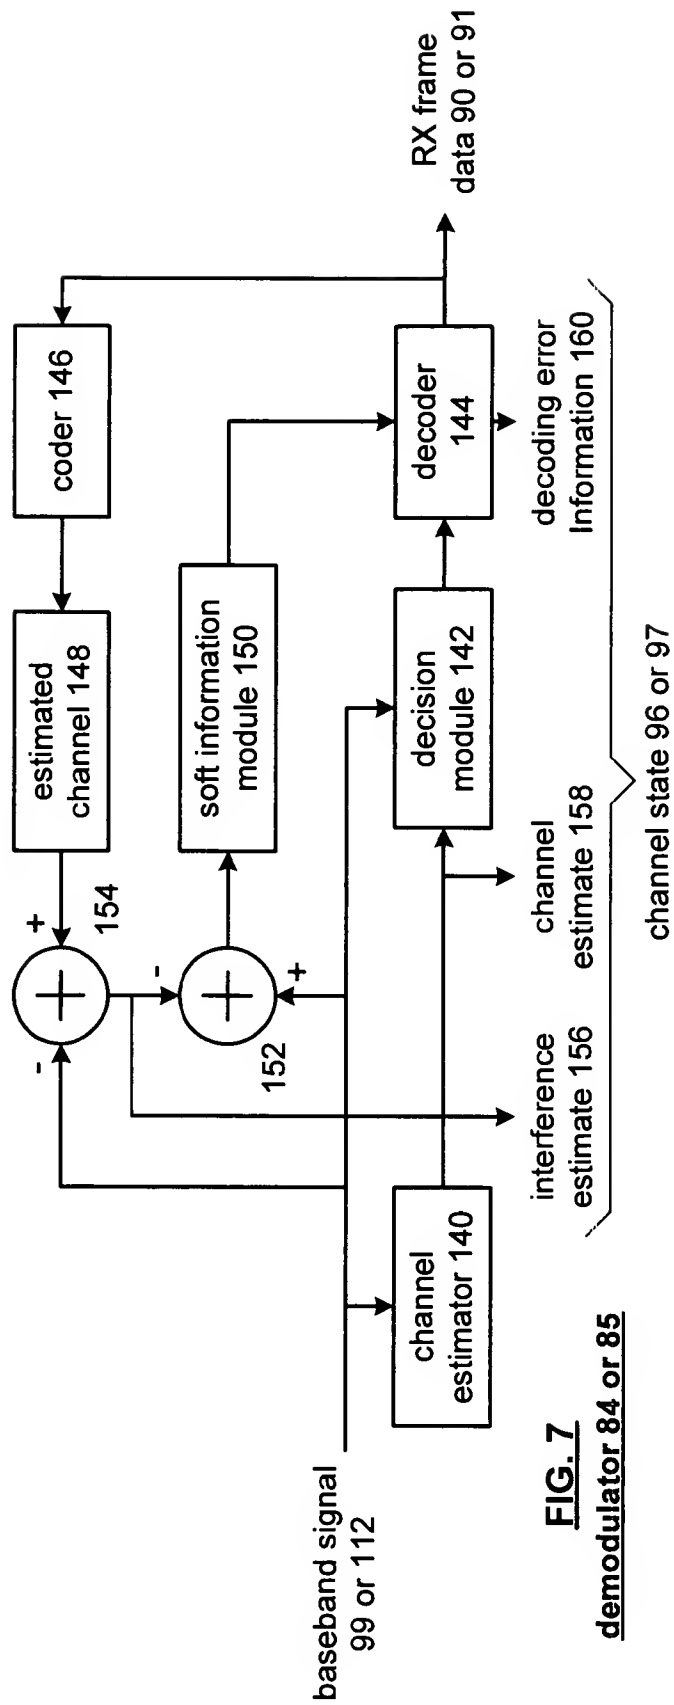 coder 146
estimated
channel 148
+
154
-
soft information
module 150
-
+
152
baseband signal
99 or 112
channel
estimator 140
decision
module 142
decoder
144
RX frame
data 90 or 91
interference
estimate 156
channel
estimate 158
decoding error
Information 160
channel state 96 or 97
FIG. 7
demodulator 84 or 85